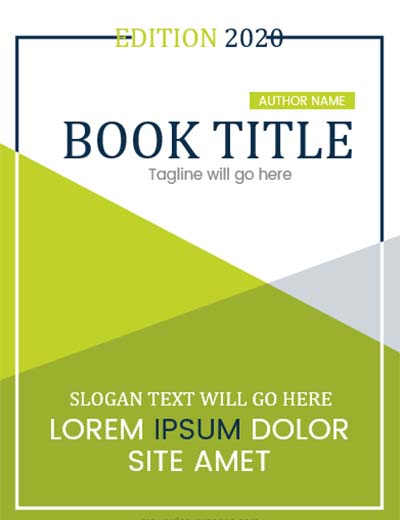 EDITION 2020
AUTHOR NAME
BOOK TITLE
Tagline will go here
SLOGAN TEXT WILL GO HERE
LOREM IPSUM DOLOR
SITE AMET